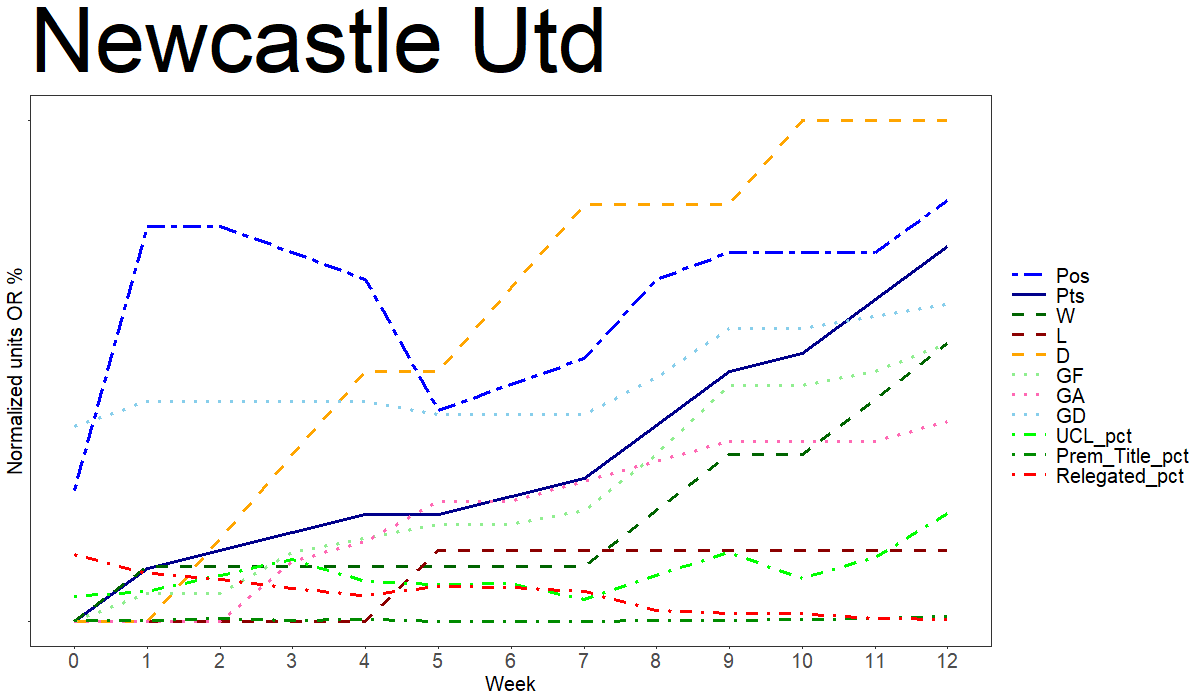 Newcastle Utd
Normalized units OR %
Pos
Pts
W
L
D
GF
GA
GD
UCL_pct
Prem_Title_pct
Relegated_pct
0 1 2 3 4 5 6 7 8 9 10 11 12
Week